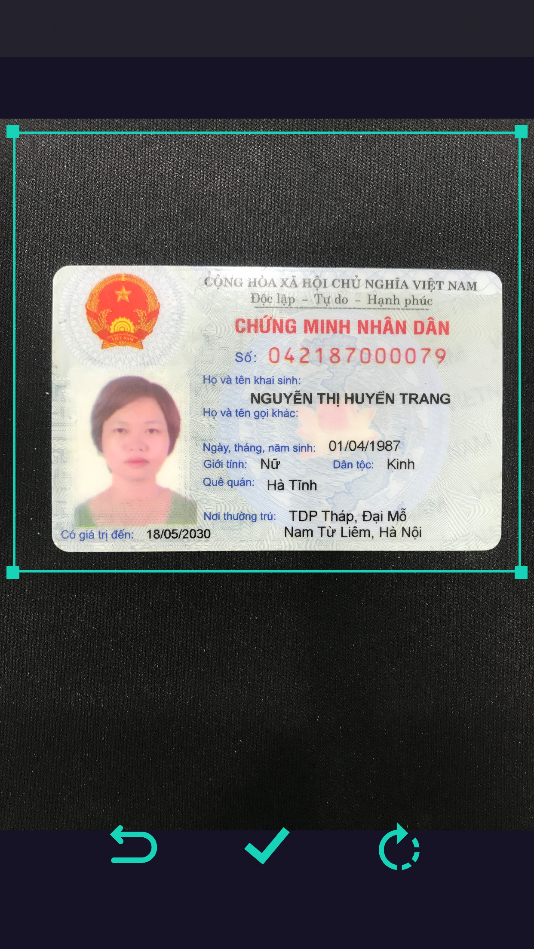 CỘNG HÒA XÃ HỘI CHỦ NGHĨA VIỆT NAM
Độc lập - Tự do - Hạnh phúc
CHỨNG MINH NHÂN DÂN
Số: 042187000079
Họ và tên khai sinh:
NGUYỄN THỊ HUYỀN TRANG
Họ và tên gọi khác:
Ngày, tháng, năm sinh: 01/04/1987
Giới tính: Nữ Dân tộc: Kinh
Quê quán: Hà Tĩnh
Nơi thường trú: TDP Tháp, Đại Mỗ
Nam Từ Liêm, Hà Nội
Có giá trị đến: 18/05/2030